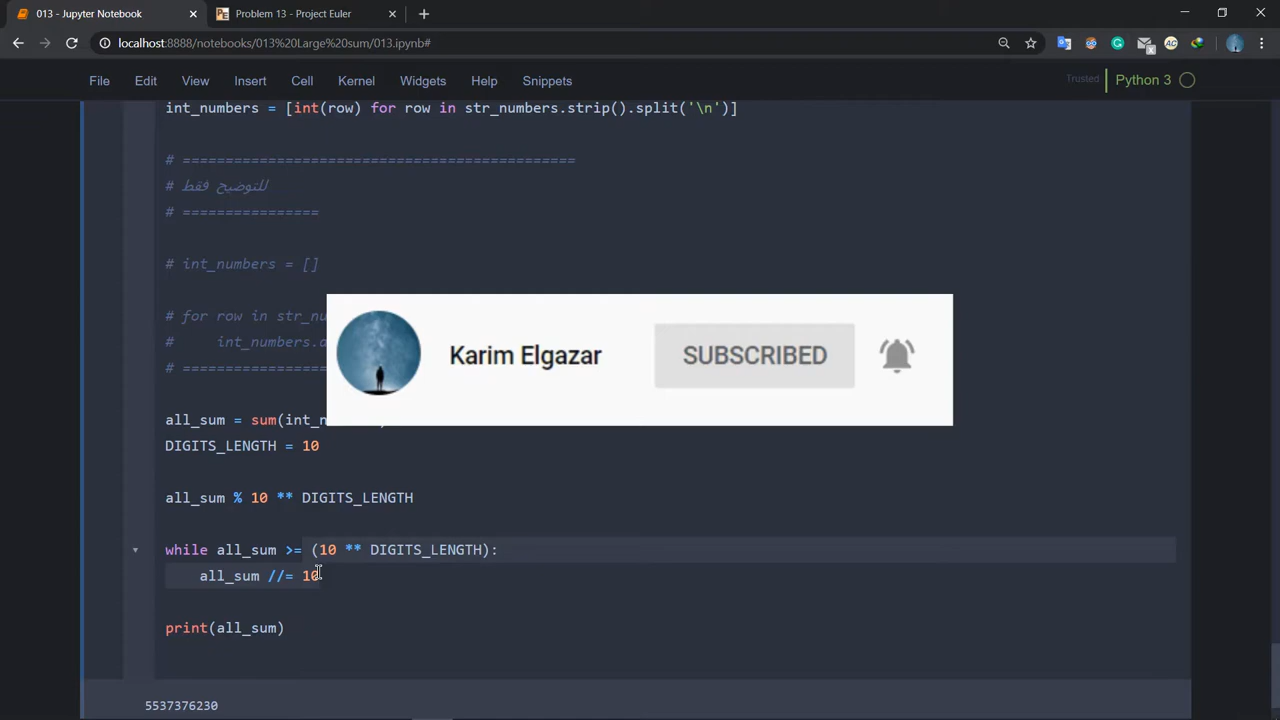 013 - Jupyter Notebook
Problem 13 - Project Euler
localhost:8888/notebooks/013%20Large%20sum/013.ipynb#
File Edit View Insert Cell Kernel Widgets Help Snippets
Trusted
Python 3
int_numbers = [int(row) for row in str_numbers.strip().split('\n')]
# ==============================================
# للتوضيح فقط
# ================
# int_numbers = []
# for row in str_nu
# int_numbers.a
# ==================
Karim Elgazar
SUBSCRIBED
all_sum = sum(int_n
DIGITS_LENGTH = 10
all_sum % 10 ** DIGITS_LENGTH
while all_sum >= (10 ** DIGITS_LENGTH):
all_sum //= 10
print(all_sum)
5537376230